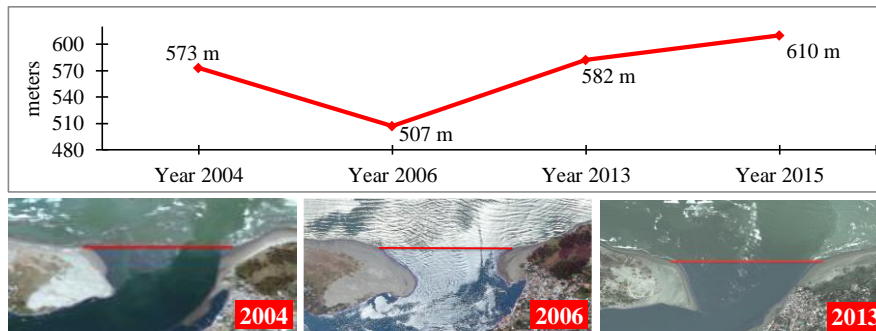 600
570
540
510
480
meters
573 m
507 m
582 m
610 m
Year 2004
Year 2006
Year 2013
Year 2015
2004
2006
2013